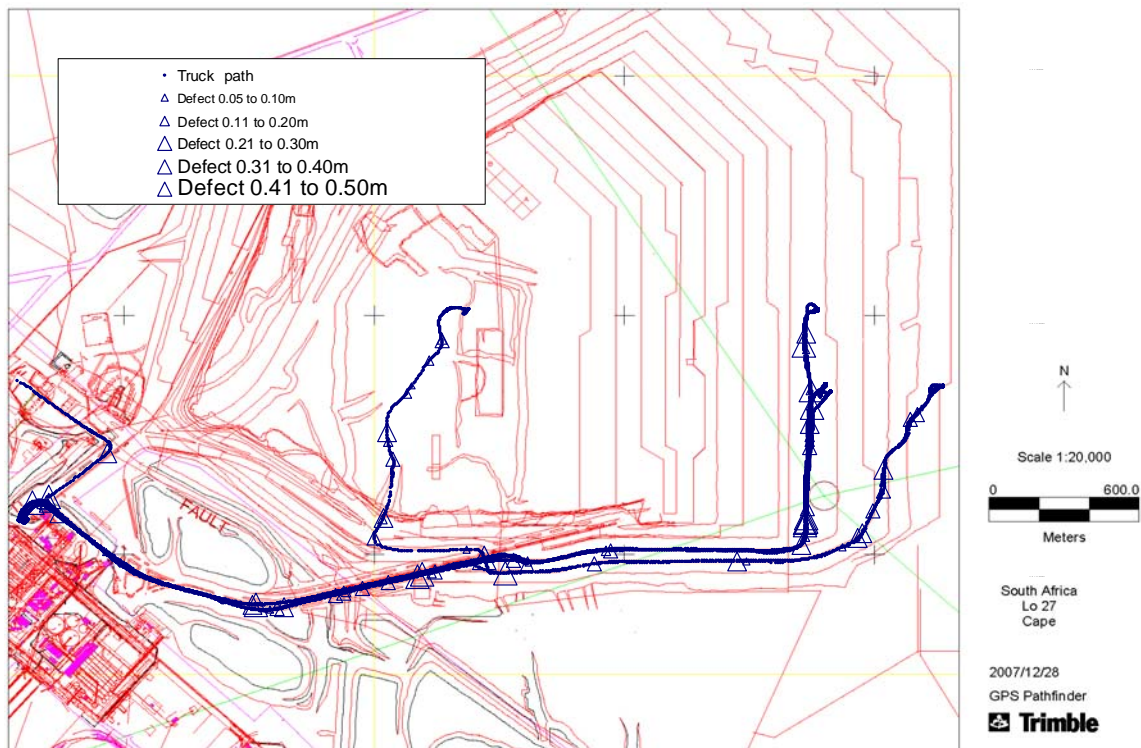 Truck path
Defect 0.05 to 0.10m
Defect 0.11 to 0.20m
Defect 0.21 to 0.30m
Defect 0.31 to 0.40m
Defect 0.41 to 0.50m
FAULT
N
Scale 1:20,000
0 600.0
Meters
South Africa
Lo 27
Cape
2007/12/28
GPS Pathfinder
Trimble